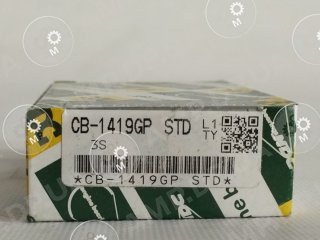 CB-1419GP STD L1
TY
3S
*CB-1419GP STD*